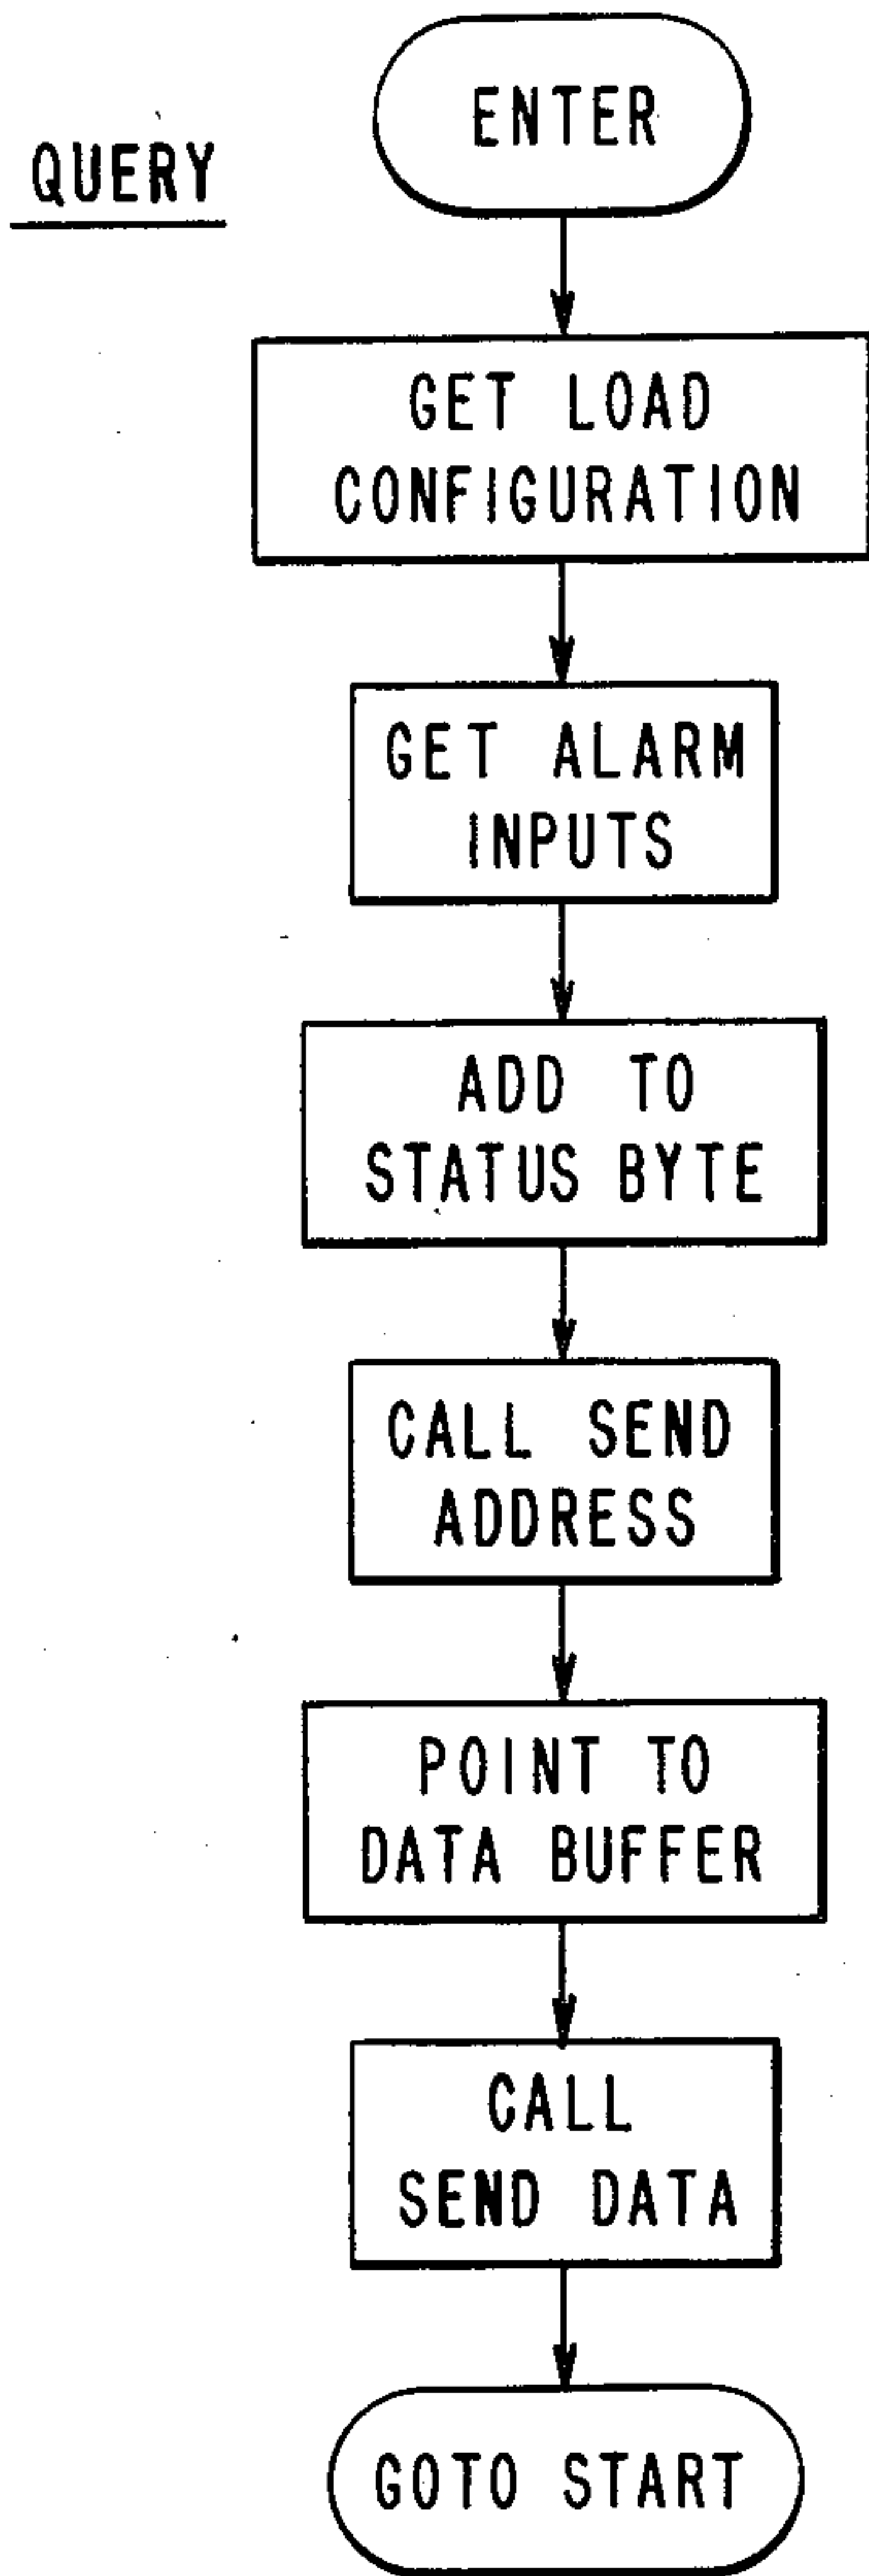 QUERY
ENTER
GET LOAD
CONFIGURATION
GET ALARM
INPUTS
ADD TO
STATUS BYTE
CALL SEND
ADDRESS
POINT TO
DATA BUFFER
CALL
SEND DATA
GOTO START